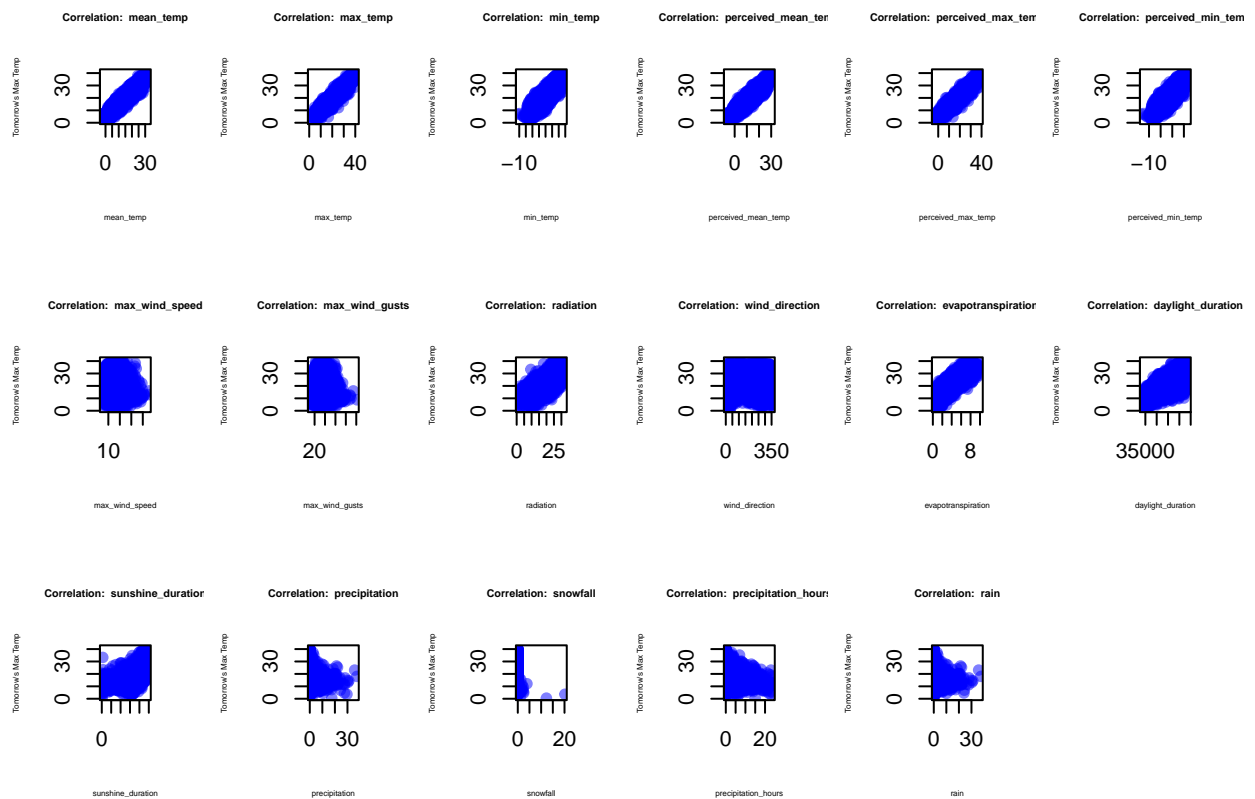 Correlation: mean_temp
Tomorrow's Max Temp
0 30
0 30
mean_temp
Correlation: max_temp
Tomorrow's Max Temp
0 30
0 40
max_temp
Correlation: min_temp
Tomorrow's Max Temp
0 30
−10
min_temp
Correlation: perceived_mean_ten
Tomorrow's Max Temp
0 30
0 30
perceived_mean_temp
Correlation: perceived_max_tem
Tomorrow's Max Temp
0 30
0 40
perceived_max_temp
Correlation: perceived_min_tem
Tomorrow's Max Temp
0 30
−10
perceived_min_temp
Correlation: max_wind_speed
Tomorrow's Max Temp
0 30
10
max_wind_speed
Correlation: max_wind_gusts
Tomorrow's Max Temp
0 30
20
max_wind_gusts
Correlation: radiation
Tomorrow's Max Temp
0 30
0 25
radiation
Correlation: wind_direction
Tomorrow's Max Temp
0 30
0 350
wind_direction
Correlation: evapotranspiration
Tomorrow's Max Temp
0 30
0 8
evapotranspiration
Correlation: daylight_duration
Tomorrow's Max Temp
0 30
35000
daylight_duration
Correlation: sunshine_duration
Tomorrow's Max Temp
0 30
0
sunshine_duration
Correlation: precipitation
Tomorrow's Max Temp
0 30
0 30
precipitation
Correlation: snowfall
Tomorrow's Max Temp
0 30
0 20
snowfall
Correlation: precipitation_hours
Tomorrow's Max Temp
0 30
0 20
precipitation_hours
Correlation: rain
Tomorrow's Max Temp
0 30
0 30
rain